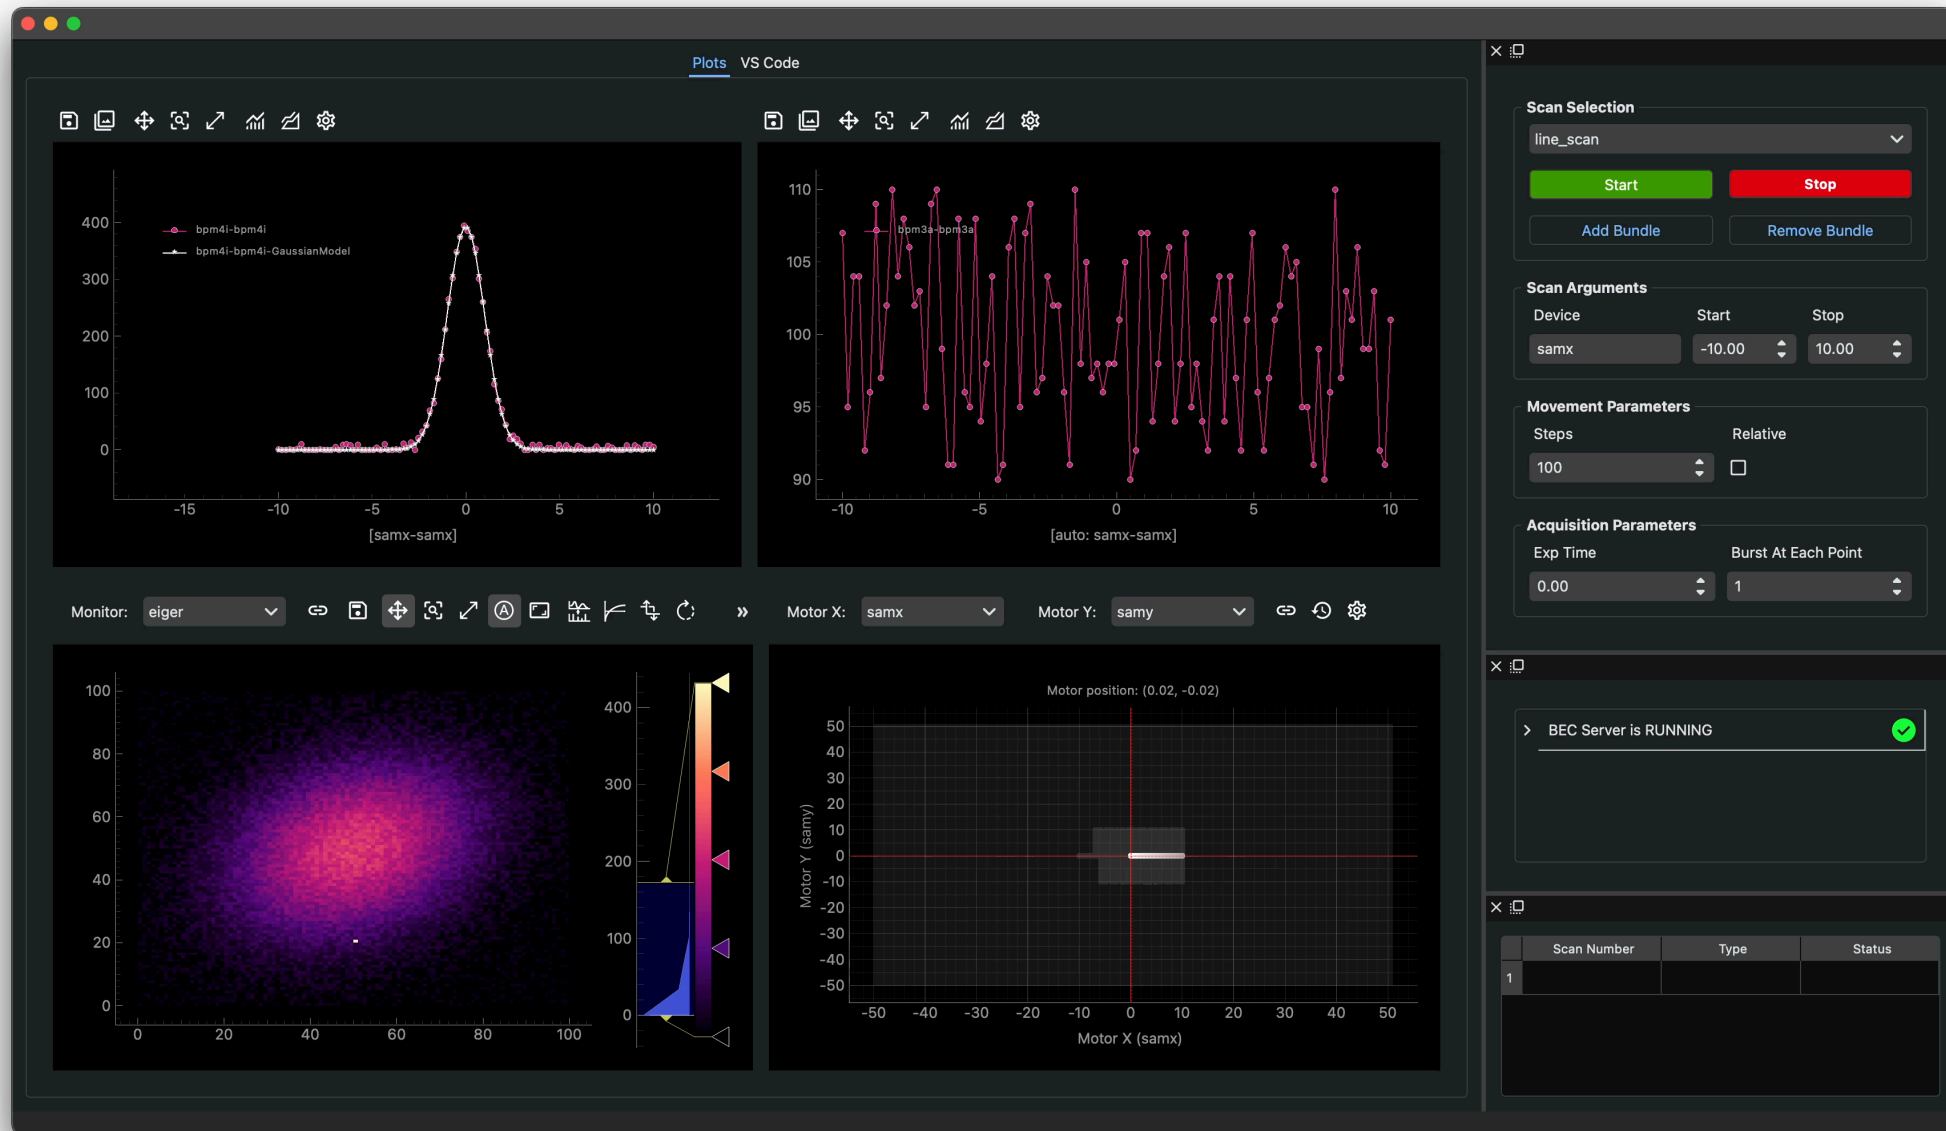 Plots VS Code
400
300
200
100
0
bpm4i-bpm4i
bpm4i-bpm4i-GaussianModel
-15 -10 -5 0 5 10
[samx-samx]
110
105
100
95
90
bpm3a-bpm3a
-10 -5 0 5 10
[auto: samx-samx]
Monitor: eiger
A
»
100
80
60
40
20
0
0 20 40 60 80 100
400
300
200
100
0
Motor X: samx Motor Y: samy
Motor position: (0.02, -0.02)
Motor Y (samy)
50
40
30
20
10
0
-10
-20
-30
-40
-50
-50 -40 -30 -20 -10 0 10 20 30 40 50
Motor X (samx)
Scan Selection
line_scan
Start Stop
Add Bundle Remove Bundle
Scan Arguments
Device Start Stop
samx -10.00 10.00
Movement Parameters
Steps Relative
100
Acquisition Parameters
Exp Time Burst At Each Point
0.00 1
BEC Server is RUNNING
Scan Number Type Status
1